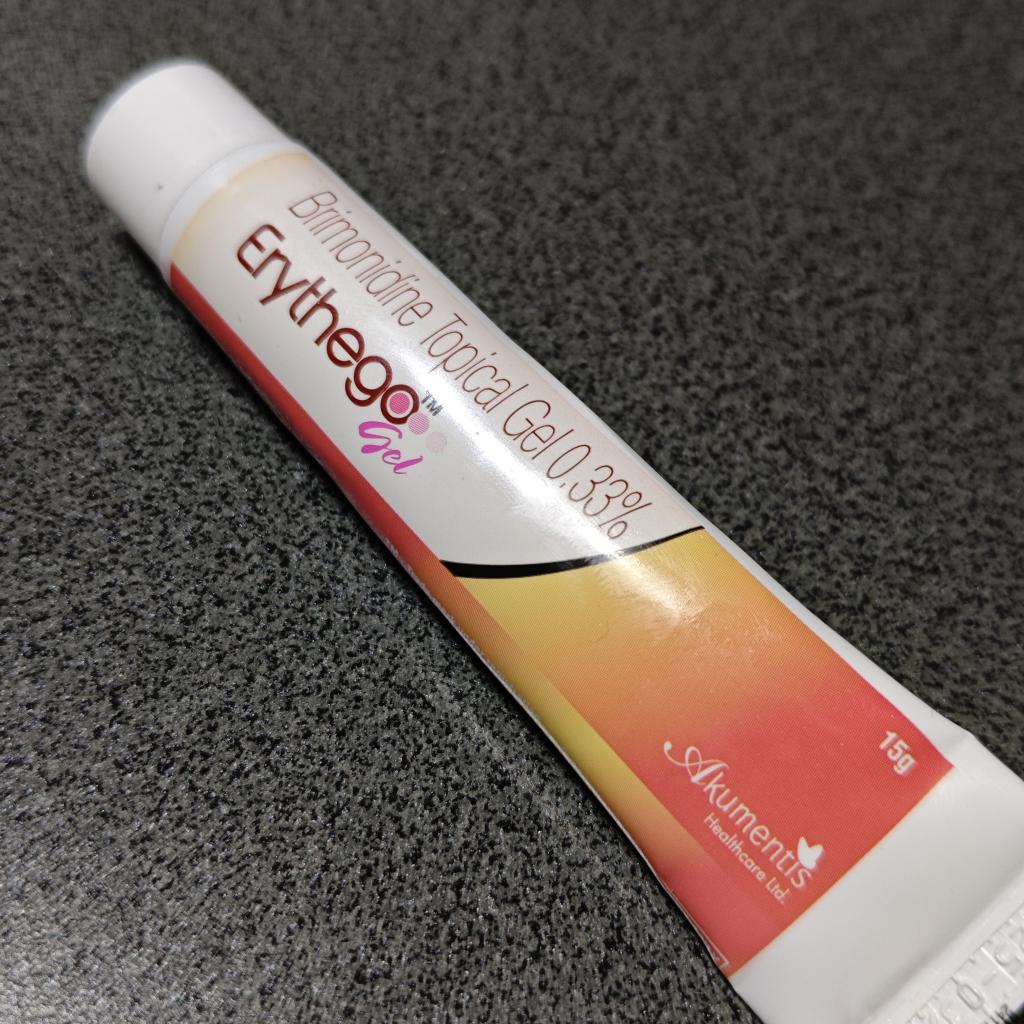 Brimonidine Topical Gel 0.33%
Erythego™
Gel
15g
Akumentis
Healthcare Ltd.